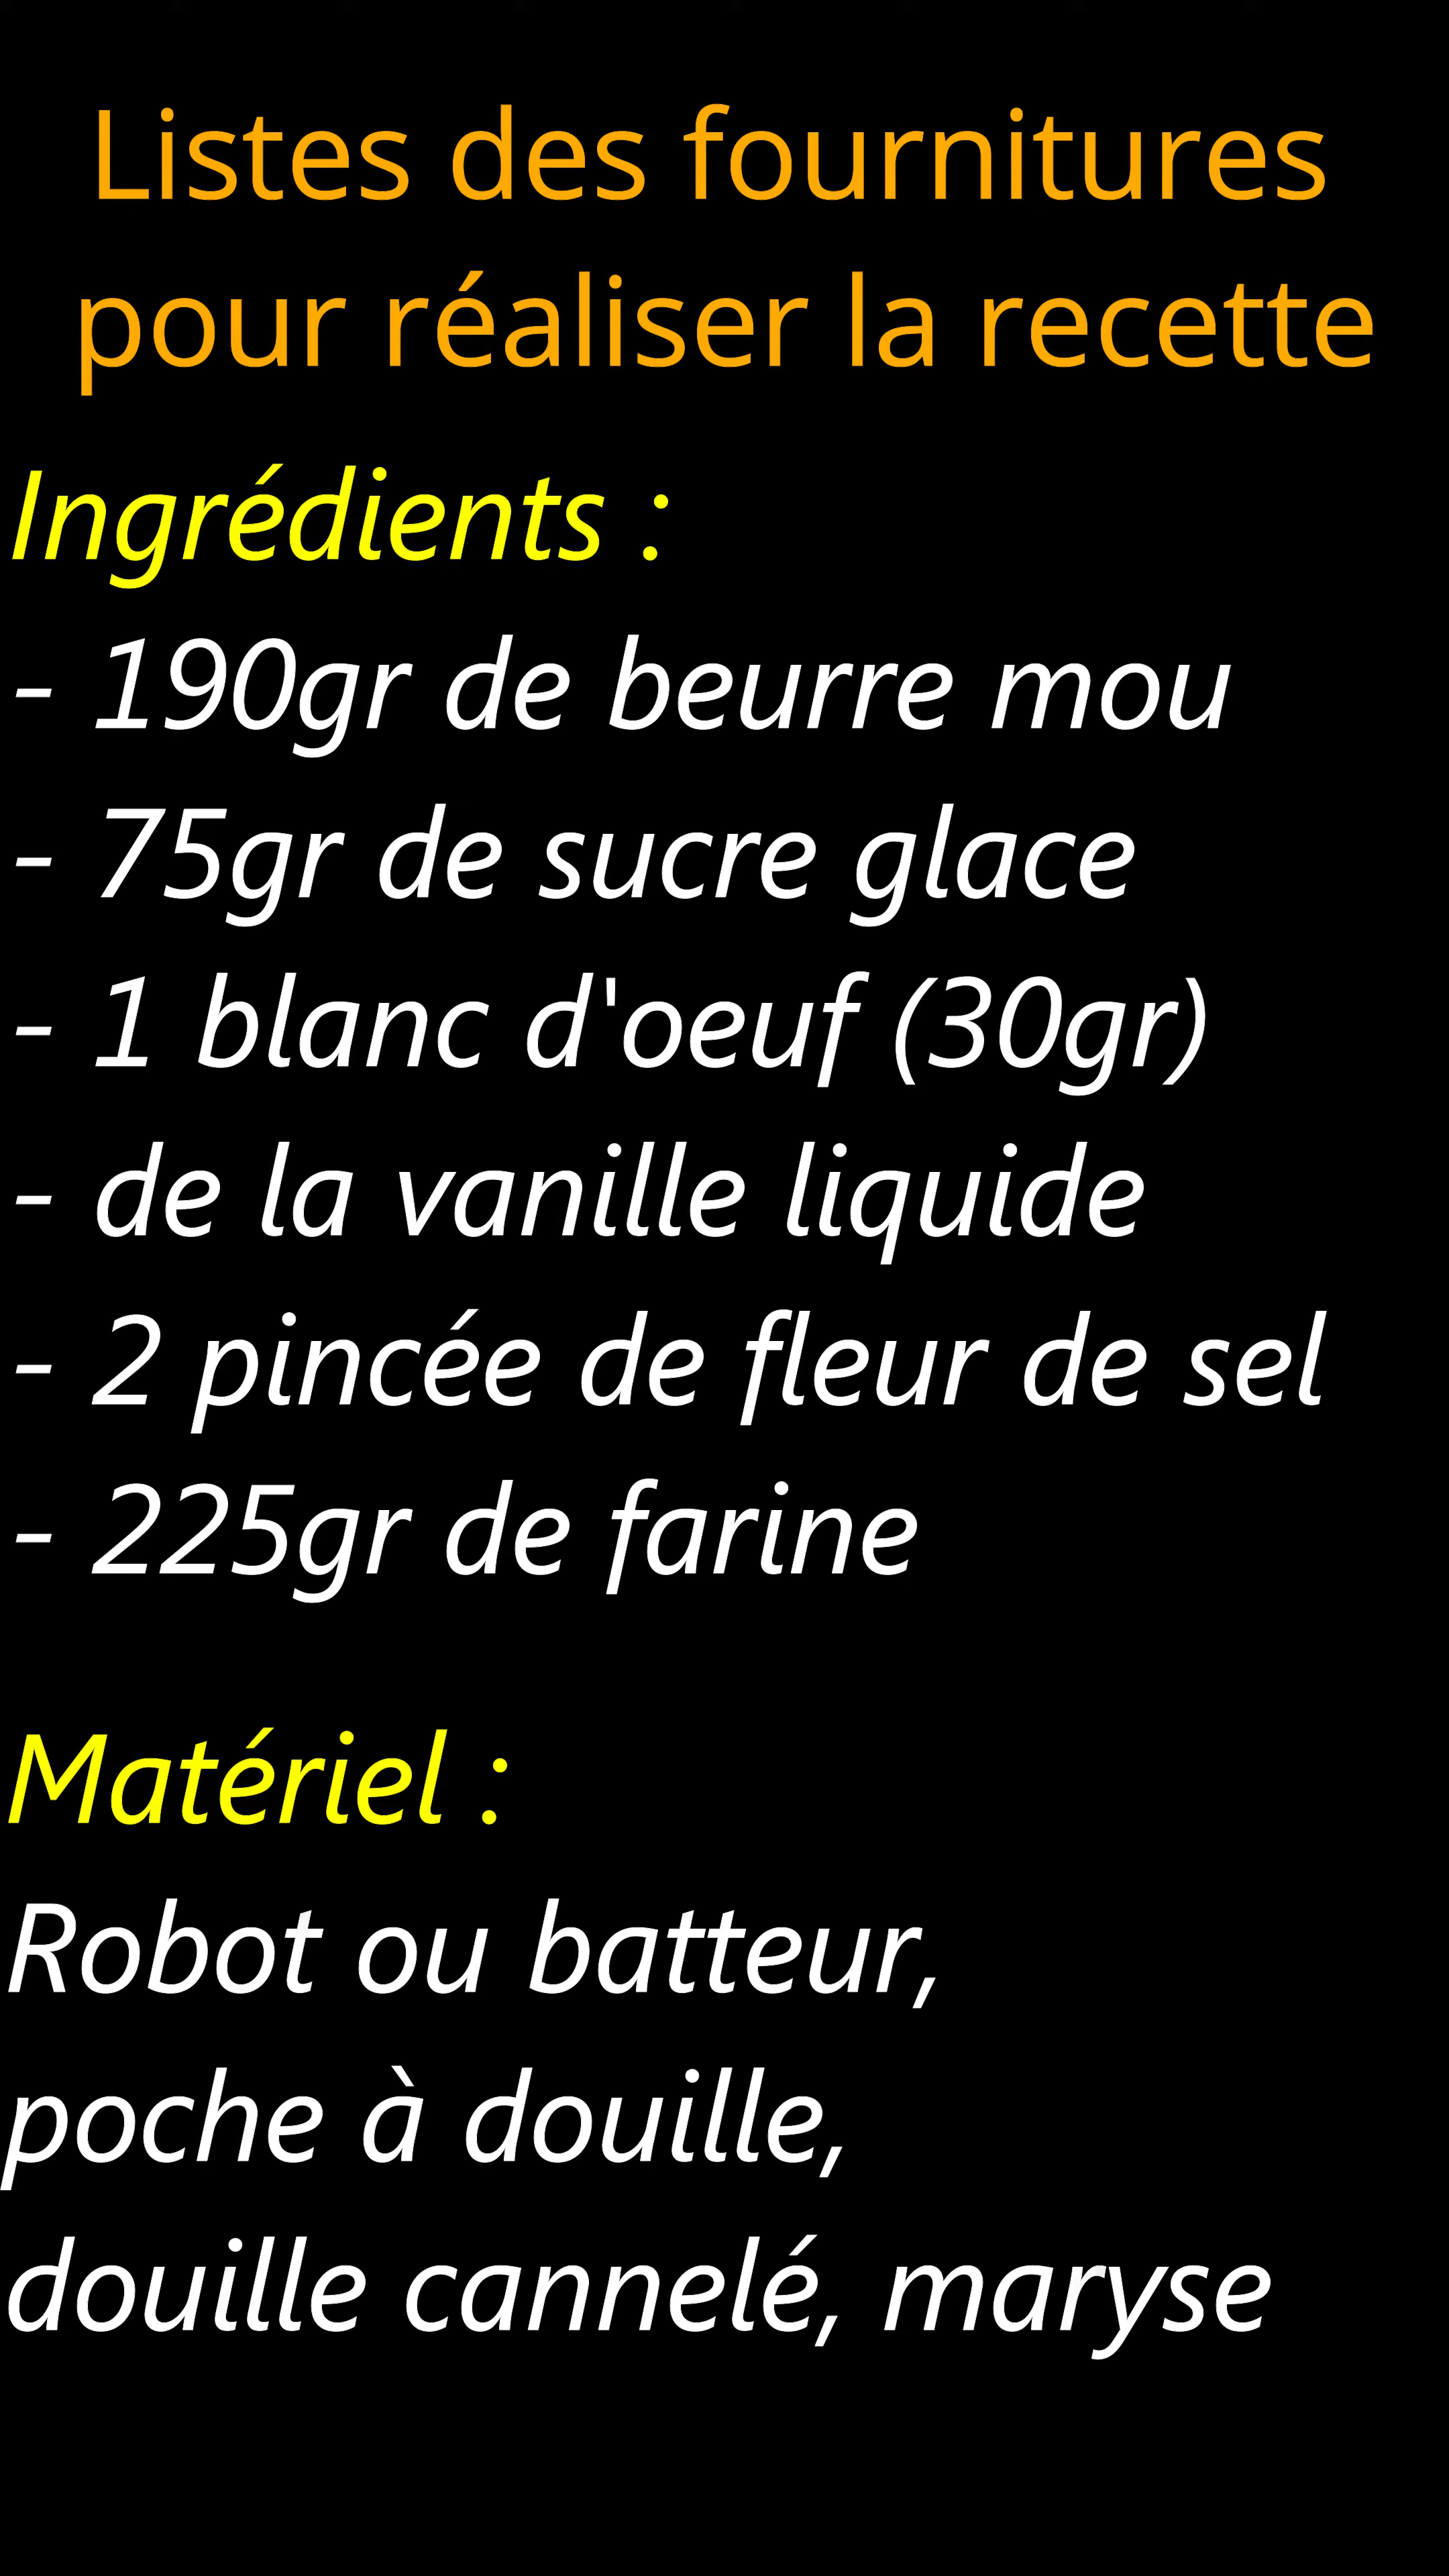 Listes des fournitures
pour réaliser la recette
Ingrédients :
- 190gr de beurre mou
- 75gr de sucre glace
- 1 blanc d'oeuf (30gr)
- de la vanille liquide
- 2 pincée de fleur de sel
- 225gr de farine
Matériel :
Robot ou batteur,
poche à douille,
douille cannelé, maryse